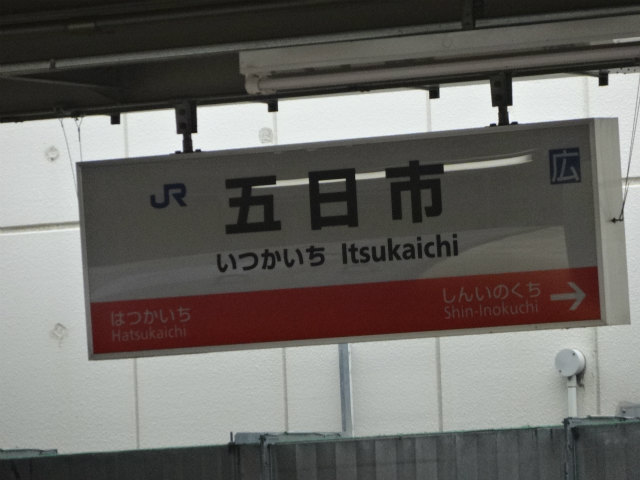 JR 五日市 広
いつかいち Itsukaichi
はつかいち しんいのくち →
Hatsukaichi Shin-Inokuchi